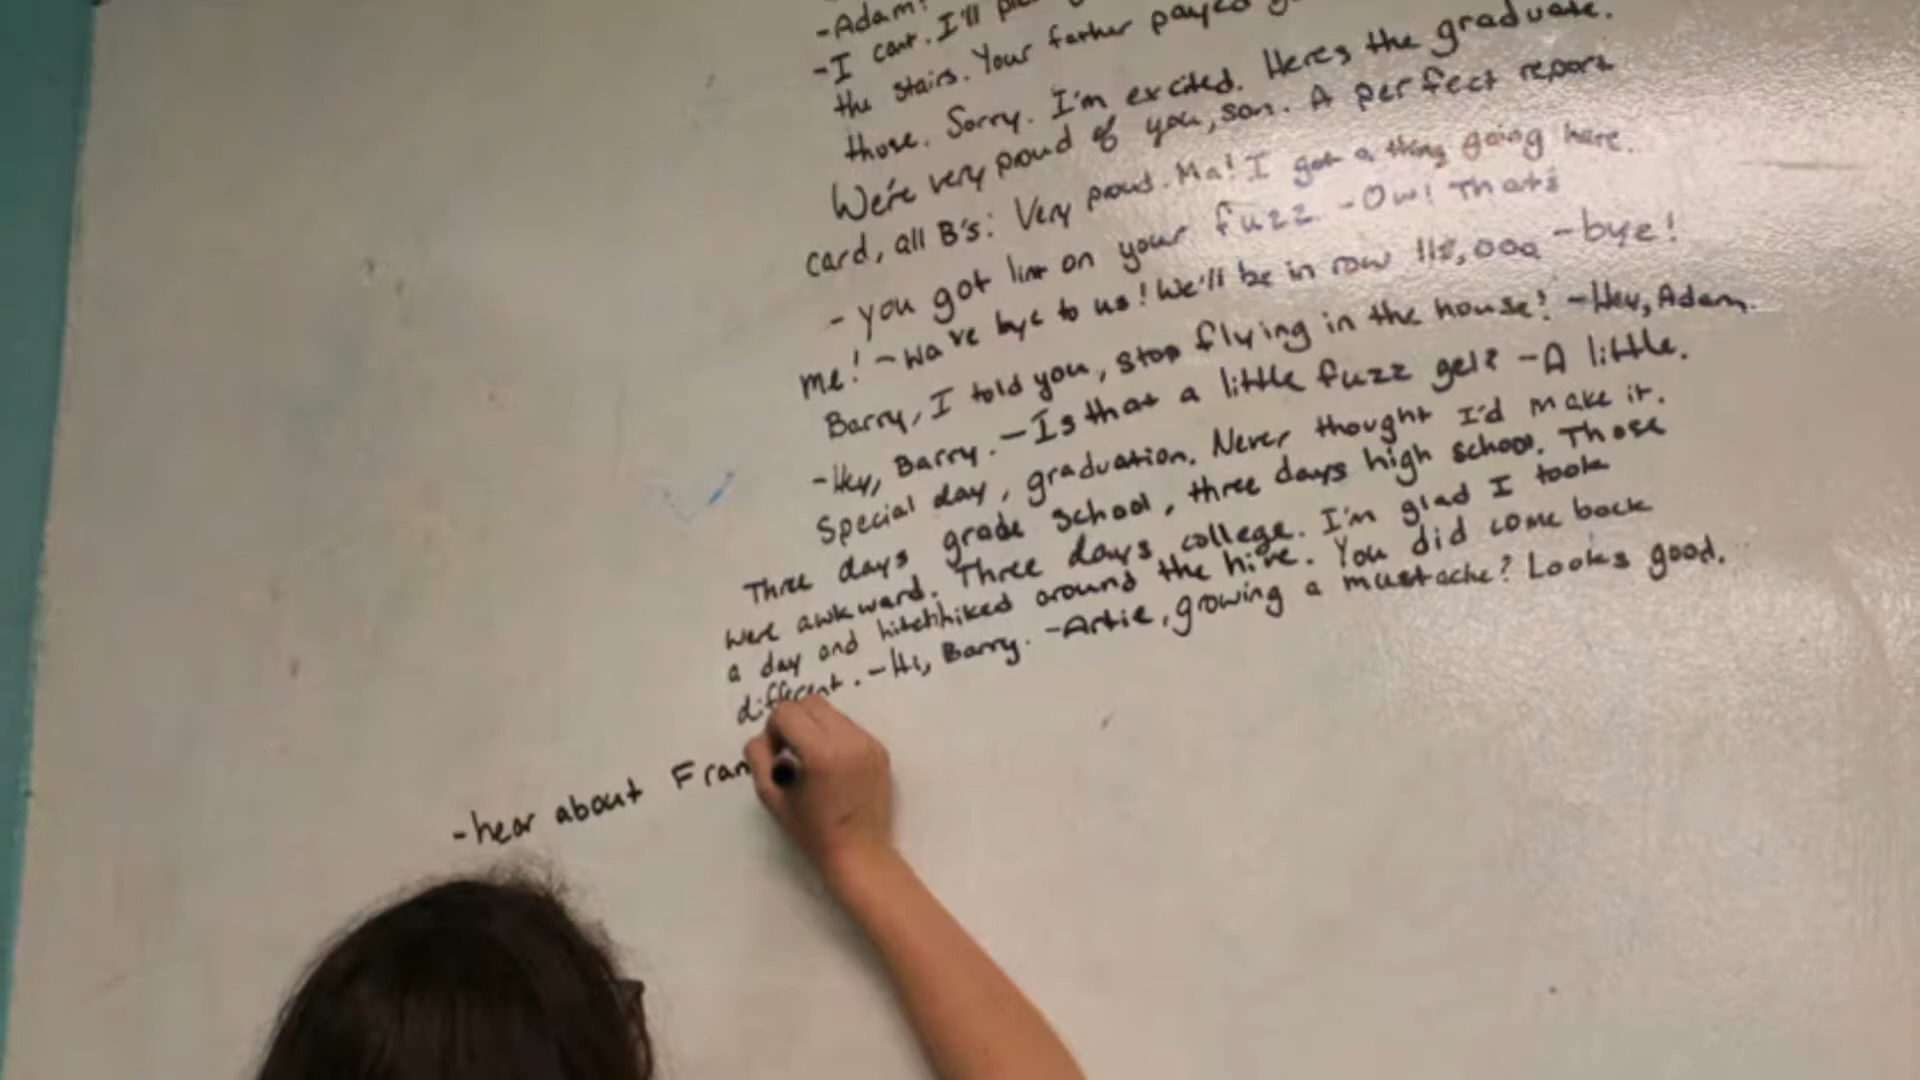 -Adam!
-I cant. I'll
the stairs. Your father payed
those. Sorry. I'm excited. Heres the graduate.
We're very proud of you, son. A perfect report
card, all B's: Very proud. Ma! I got a thing going here.
-you got lint on your fuzz. -Ow! Thats
me! -Wave bye to us! We'll be in row 118,000 -bye!
Barry, I told you, stop flying in the house! -Hey, Adam.
-Hey, Barry. -Is that a little fuzz gel? -A little.
Special day, graduation. Never thought I'd make it.
Three days grade school, three days high school. Those
were awkward. Three days college. I'm glad I took
a day and hitchhiked around the hive. You did come back
different. -Hi, Barry. -Artie, growing a mustache? Looks good.
-hear about Fran